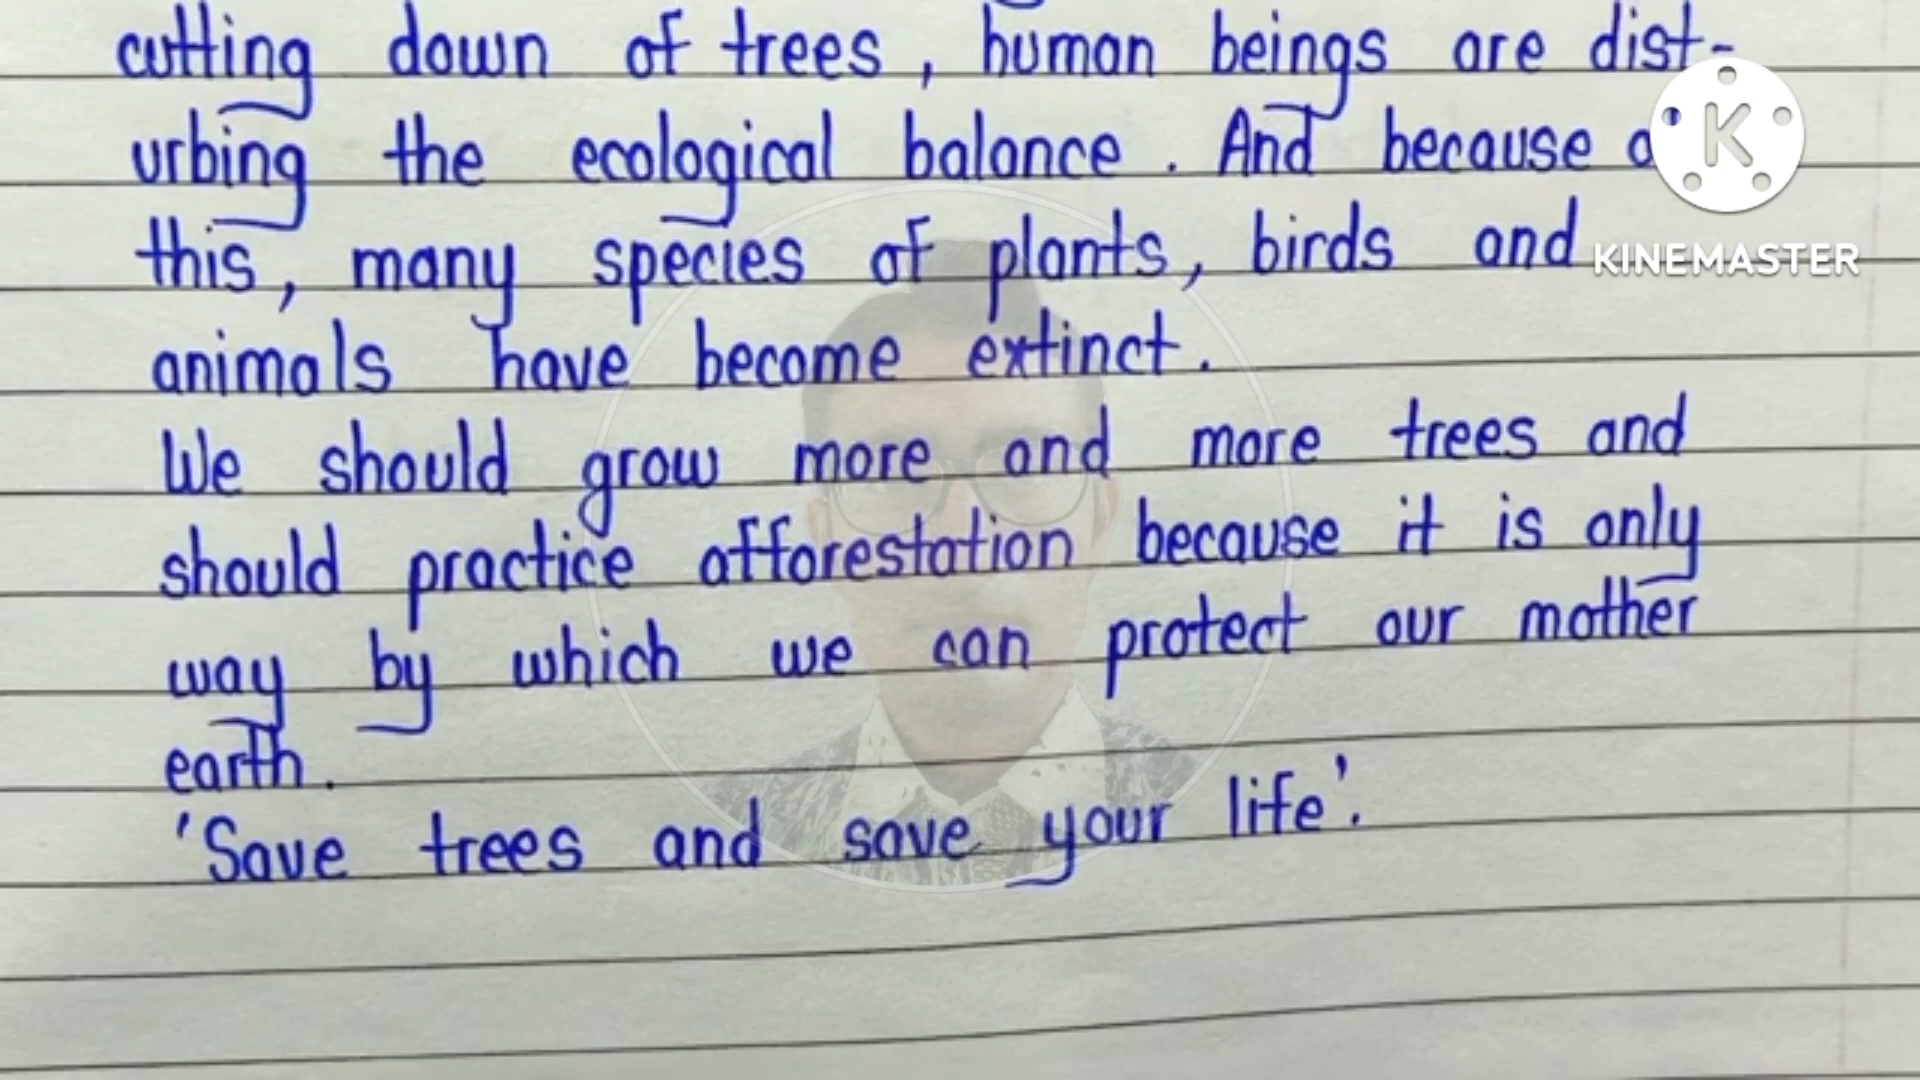 cutting down of trees, human beings are dist-
urbing the ecological balance. And because
this, many species of plants, birds and
animals have become extinct.
We should grow more and more trees and
should practice afforestation because it is only
way by which we can protect our mother
earth.
'Save trees and save your life'.
K
KINEMASTER